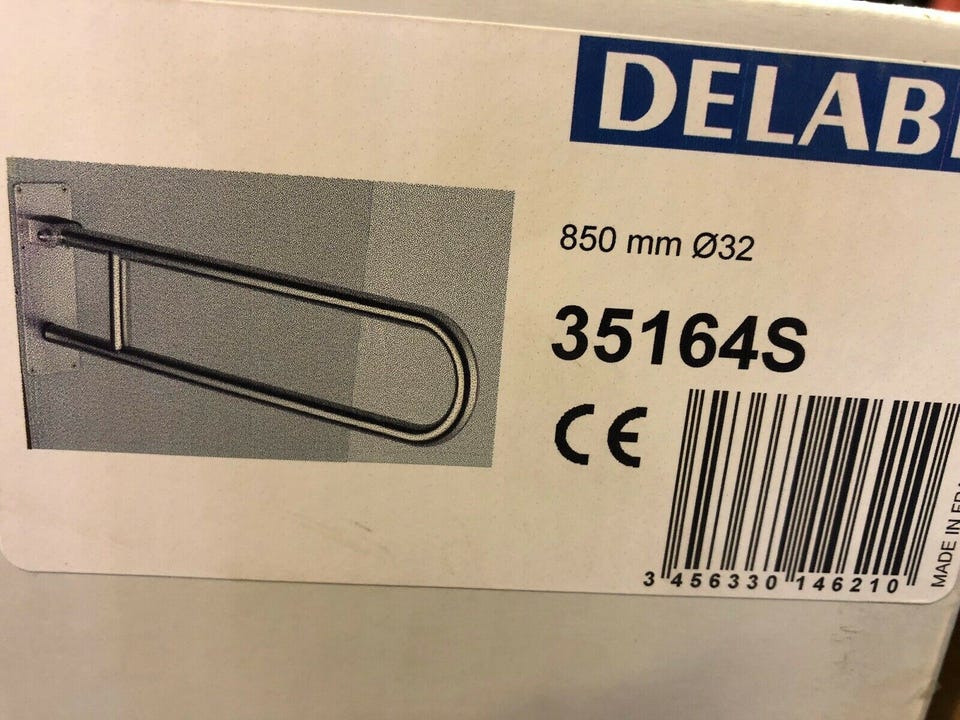 DELAB
850 mm Ø32
35164S
CE
3 456330 146210
MADE IN